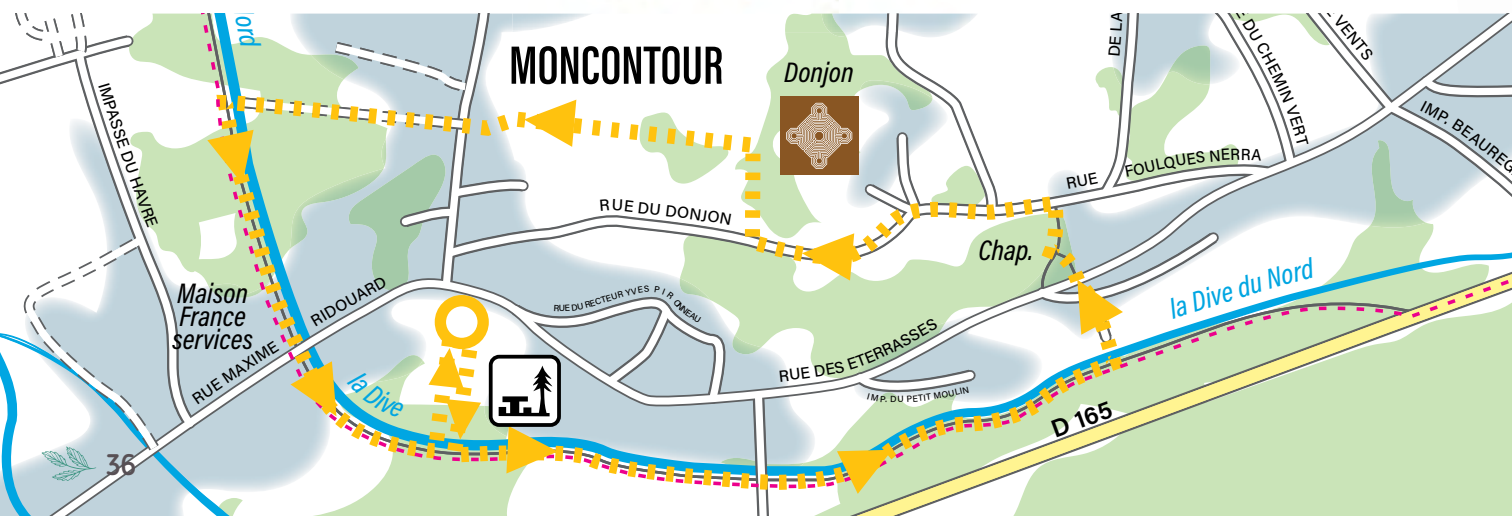 ord
MONCONTOUR
Donjon
DE LA
E DU CHEMIN VERT
VENTS
IMP. BEAUREG
IMPASSE DU HAVRE
RUE DU DONJON
RUE FOULQUES NERRA
Chap.
Maison
France
services
RUE MAXIME RIDOUARD
RUE DU RECTEUR YVES PIRONNEAU
la Dive du Nord
RUE DES ETERRASSES
IMP. DU PETIT MOULIN
la Dive
D 165
36